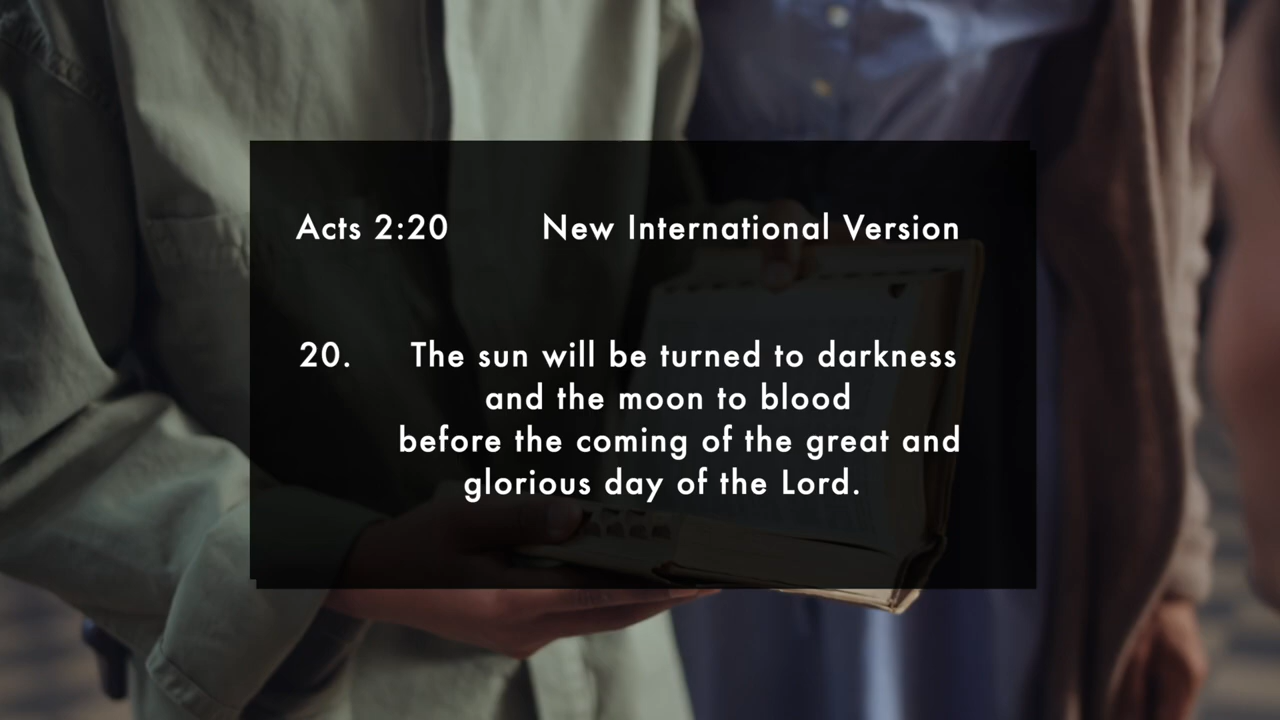 Acts 2:20 New International Version
20. The sun will be turned to darkness
and the moon to blood
before the coming of the great and
glorious day of the Lord.